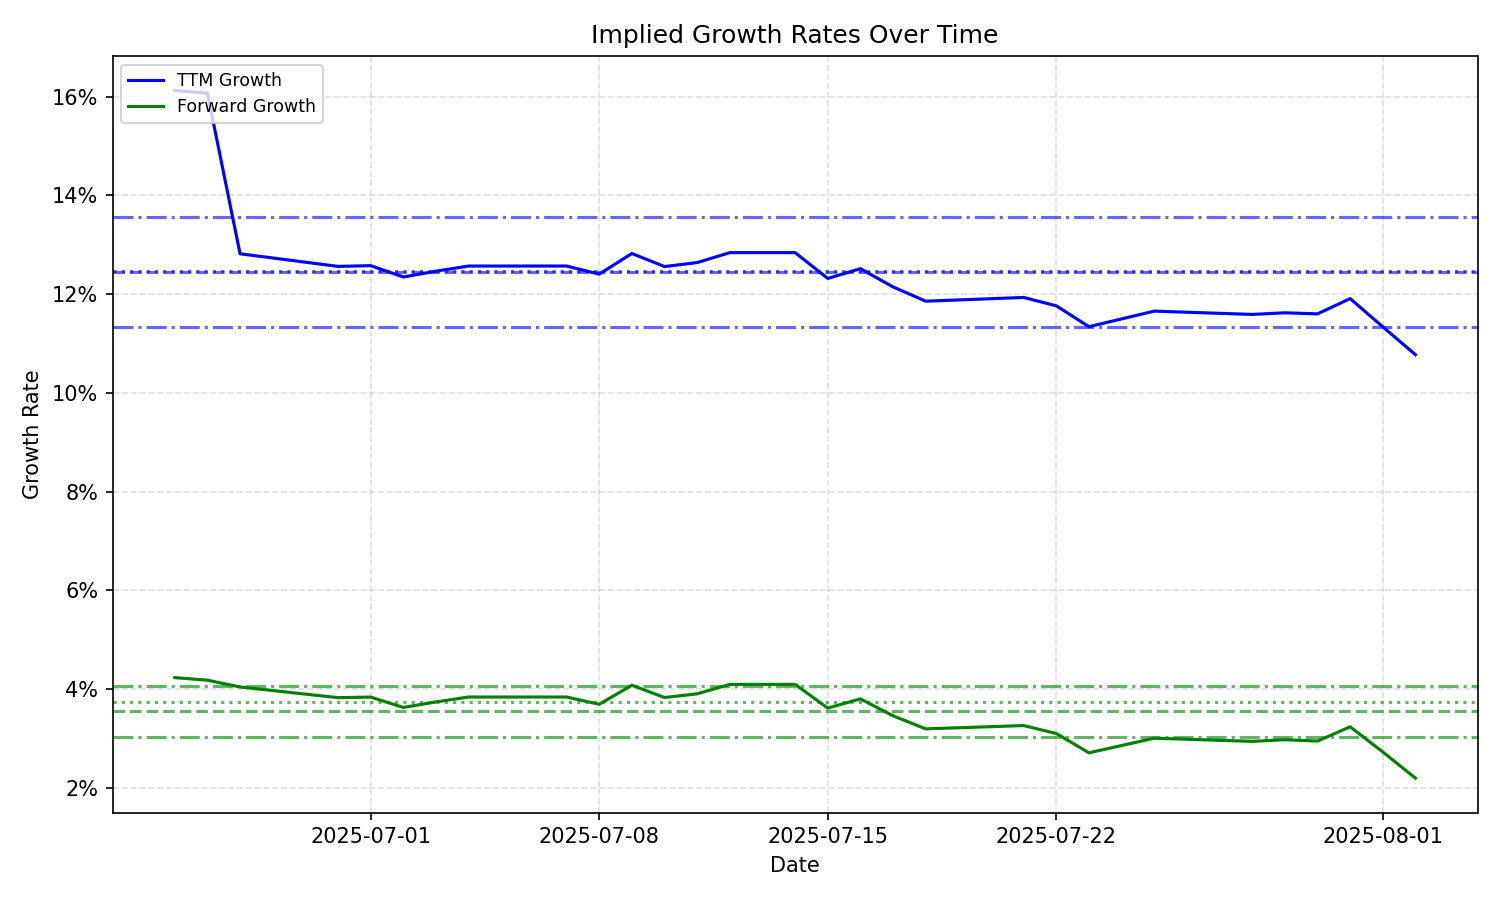 Implied Growth Rates Over Time
TTM Growth
Forward Growth
16%
14%
12%
10%
8%
6%
4%
2%
Growth Rate
2025-07-01
2025-07-08
2025-07-15
2025-07-22
2025-08-01
Date